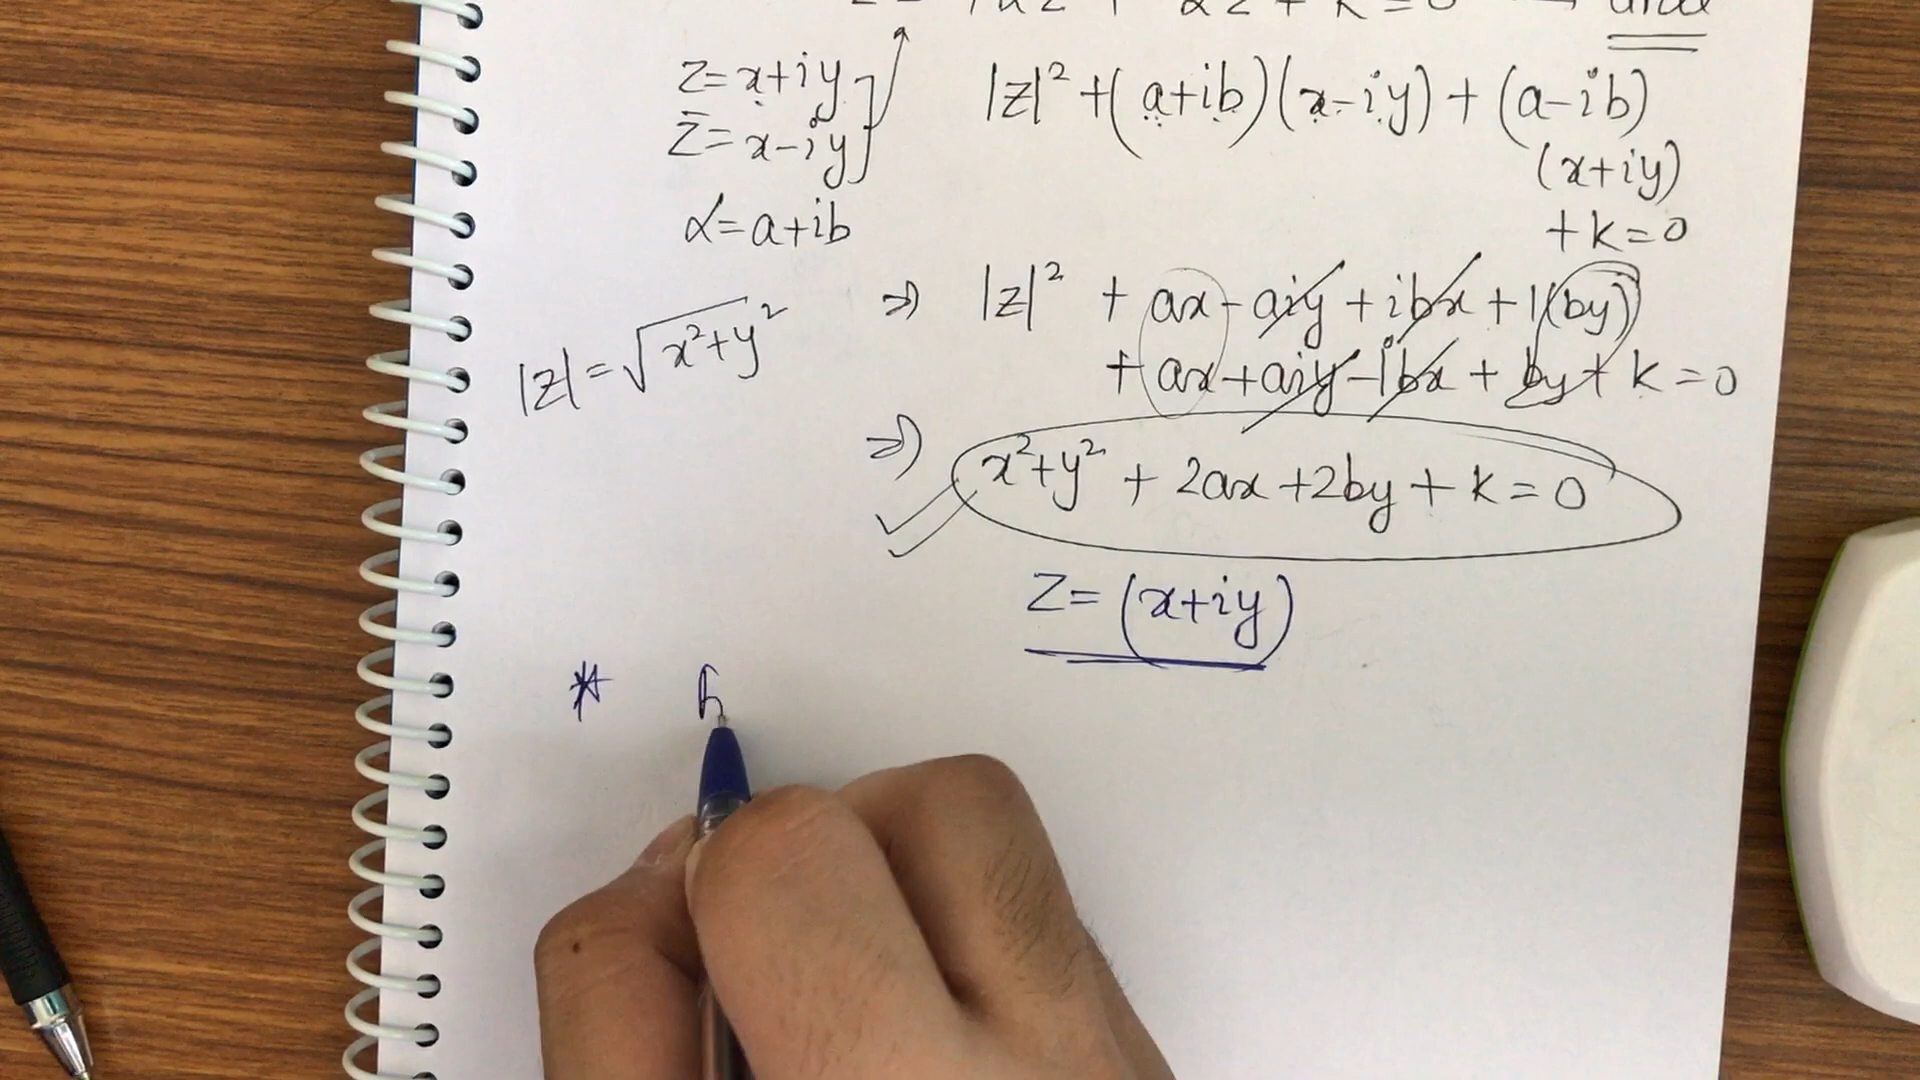 z = x+iy
z̄ = x-iy
α = a+ib
|z|² + (a+ib)(x-iy) + (a-ib)
(x+iy)
+ k = 0
|z| = √x²+y²
⇒ |z|² + ax - aiy + ibx + 1(by)
+ ax + aiy - ibx + by + k = 0
⇒ x²+y² + 2ax + 2by + k = 0
z = (x+iy)
*